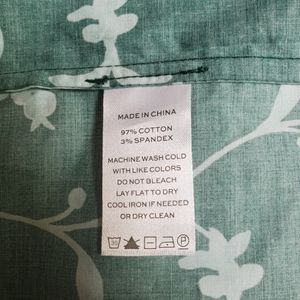 MADE IN CHINA
97% COTTON
3% SPANDEX
MACHINE WASH COLD
WITH LIKE COLORS
DO NOT BLEACH
LAY FLAT TO DRY
COOL IRON IF NEEDED
OR DRY CLEAN
30 P